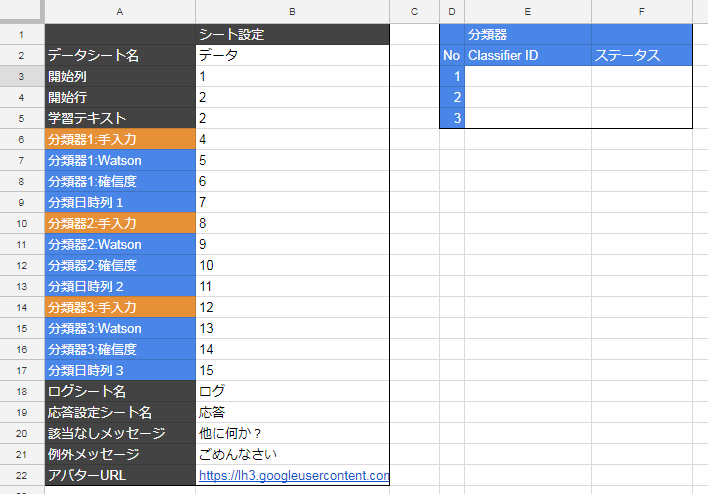 A B C D E F
1 シート設定 分類器
2 データシート名 データ No Classifier ID ステータス
3 開始列 1 1
4 開始行 2 2
5 学習テキスト 2 3
6 分類器1:手入力 4
7 分類器1:Watson 5
8 分類器1:確信度 6
9 分類日時列１ 7
10 分類器2:手入力 8
11 分類器2:Watson 9
12 分類器2:確信度 10
13 分類日時列２ 11
14 分類器3:手入力 12
15 分類器3:Watson 13
16 分類器3:確信度 14
17 分類日時列３ 15
18 ログシート名 ログ
19 応答設定シート名 応答
20 該当なしメッセージ 他に何か？
21 例外メッセージ ごめんなさい
22 アバターURL https://lh3.googleusercontent.con